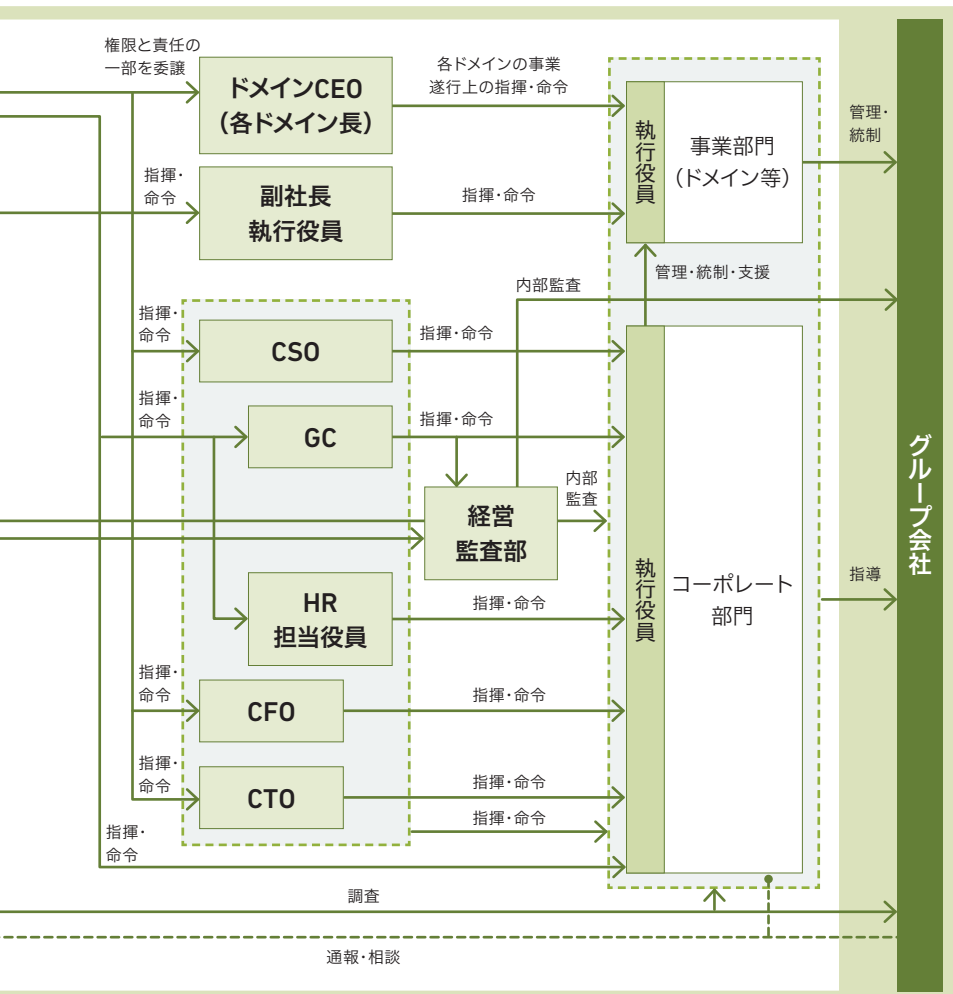 権限と責任の
一部を委譲
ドメインCEO
（各ドメイン長）
各ドメインの事業
遂行上の指揮・命令
執行役員
事業部門
（ドメイン等）
管理・
統制
指揮・
命令
副社長
執行役員
指揮・命令
管理・統制・支援
内部監査
指揮・
命令
CSO
指揮・命令
指揮・
命令
GC
指揮・命令
経営
監査部
内部
監査
グループ会社
執行役員
コーポレート
部門
指導
HR
担当役員
指揮・命令
指揮・
命令
CFO
指揮・命令
指揮・
命令
CTO
指揮・命令
指揮・命令
指揮・
命令
調査
通報・相談